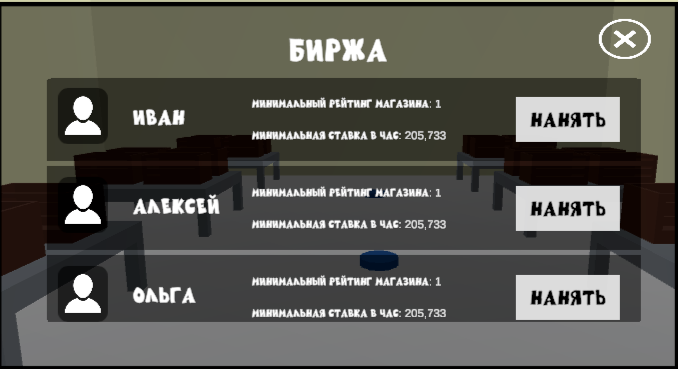 БИРЖА
ИВАН
МИНИМАЛЬНЫЙ РЕЙТИНГ МАГАЗИНА: 1
МИНИМАЛЬНАЯ СТАВКА В ЧАС: 205,733
НАНЯТЬ
АЛЕКСЕЙ
МИНИМАЛЬНЫЙ РЕЙТИНГ МАГАЗИНА: 1
МИНИМАЛЬНАЯ СТАВКА В ЧАС: 205,733
НАНЯТЬ
ОЛЬГА
МИНИМАЛЬНЫЙ РЕЙТИНГ МАГАЗИНА: 1
МИНИМАЛЬНАЯ СТАВКА В ЧАС: 205,733
НАНЯТЬ